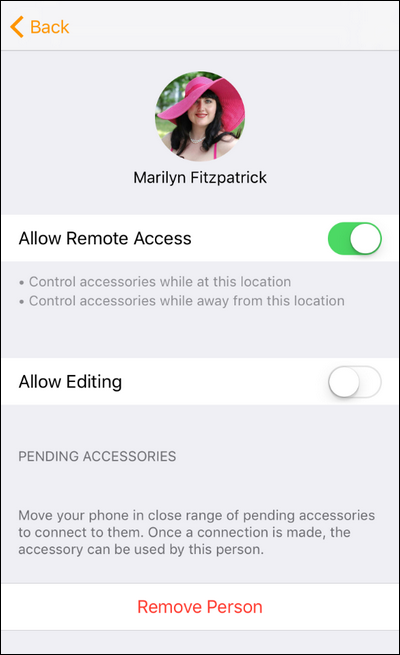 Back
Marilyn Fitzpatrick
Allow Remote Access
• Control accessories while at this location
• Control accessories while away from this location
Allow Editing
PENDING ACCESSORIES
Move your phone in close range of pending accessories
to connect to them. Once a connection is made, the
accessory can be used by this person.
Remove Person